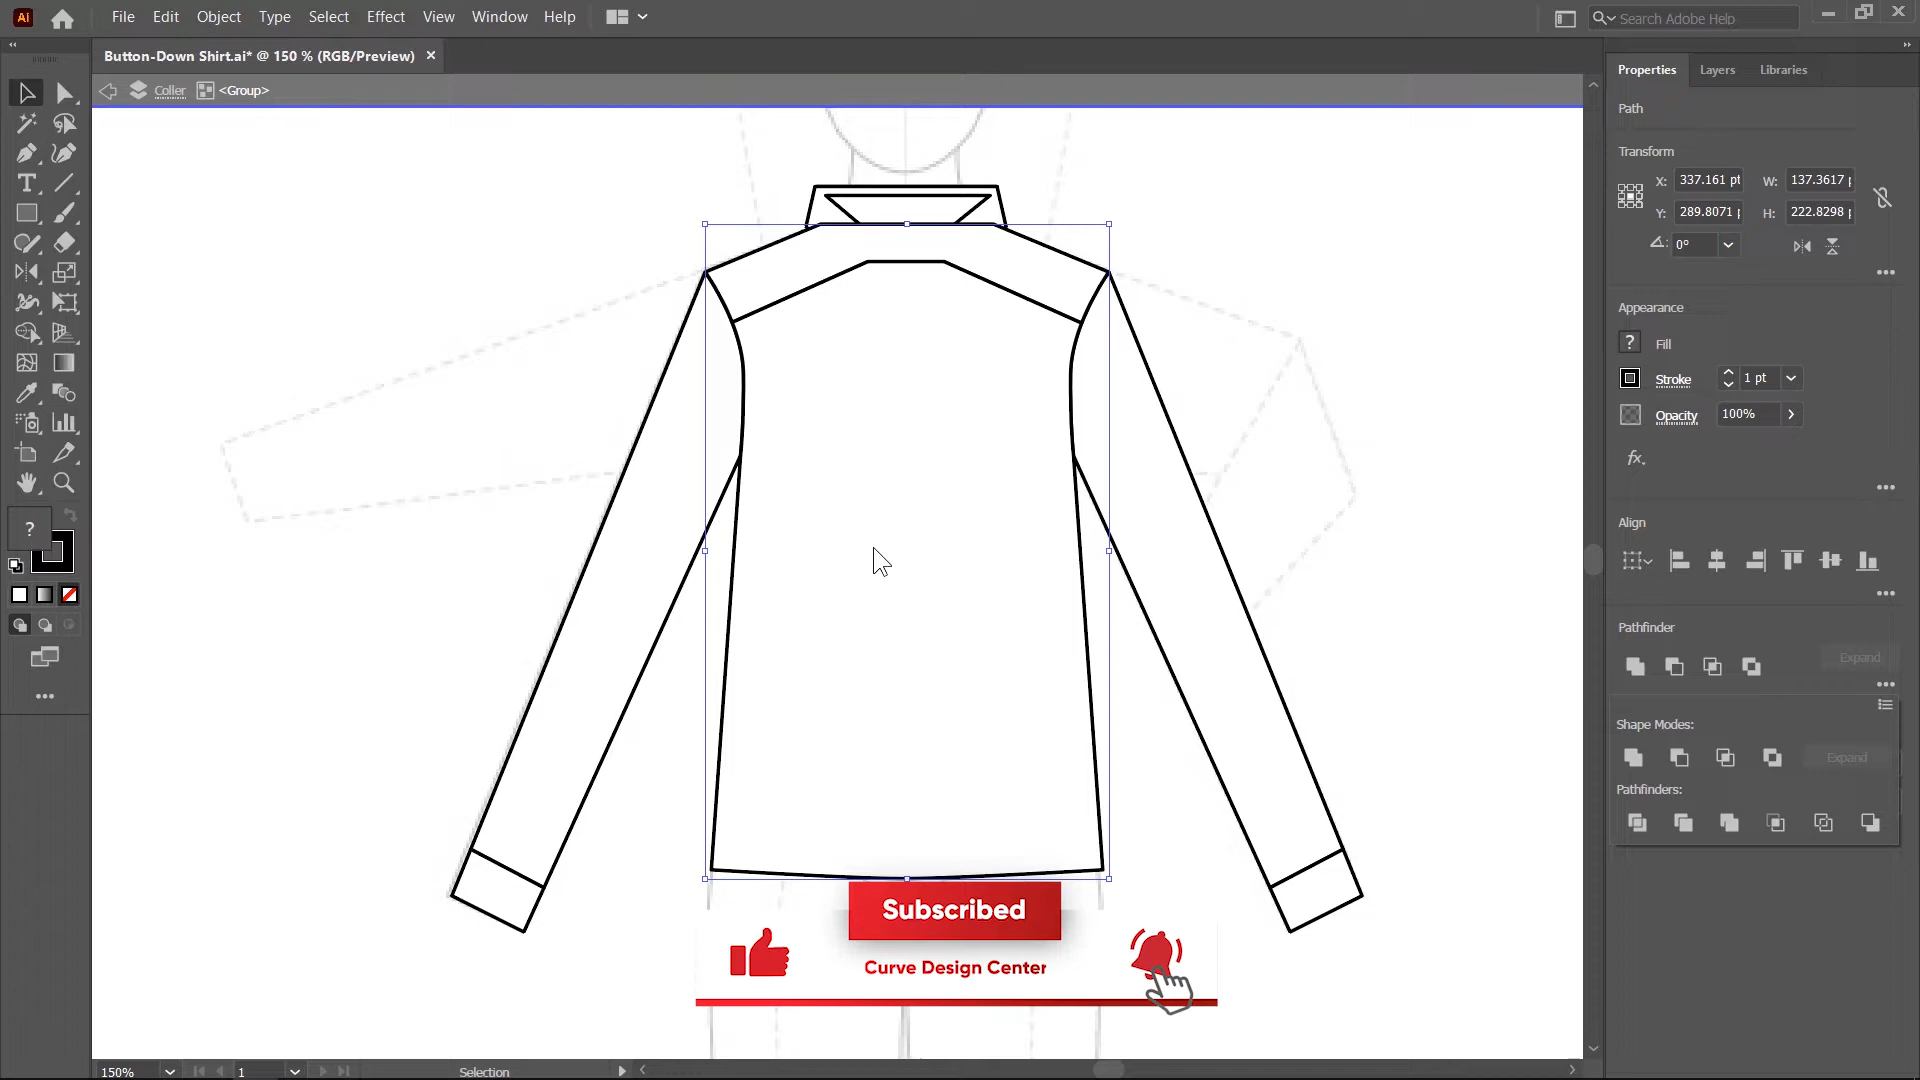 Ai File Edit Object Type Select Effect View Window Help Search Adobe Help
Button-Down Shirt.ai* @ 150 % (RGB/Preview) ×
Coller <Group>
Properties Layers Libraries
Path
Transform
X: 337.161 pt W: 137.3617
Y: 289.8071 H: 222.8298
0°
Appearance
? Fill
Stroke 1 pt
Opacity 100%
fx.
Align
?
Pathfinder
Expand
Shape Modes:
Expand
Pathfinders:
Subscribed
Curve Design Center
150% 1 Selection